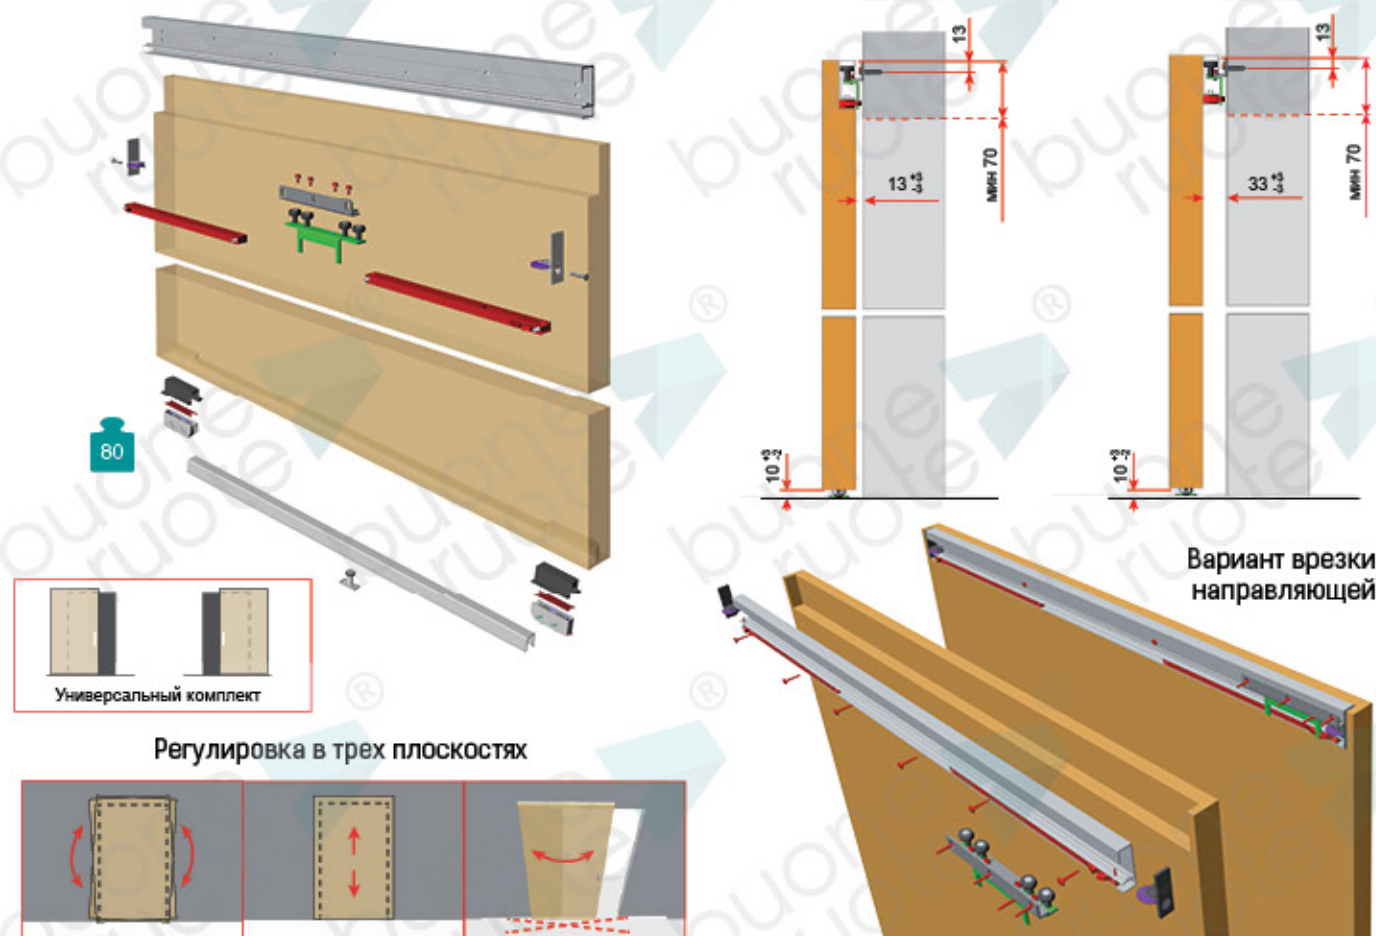 13
13
мин 70
мин 70
13 +3 -3
33 +3 -3
80
10 +3 -2
10 +3 -2
Вариант врезки
направляющей
Универсальный комплект
Регулировка в трех плоскостях
buone
ruote
®